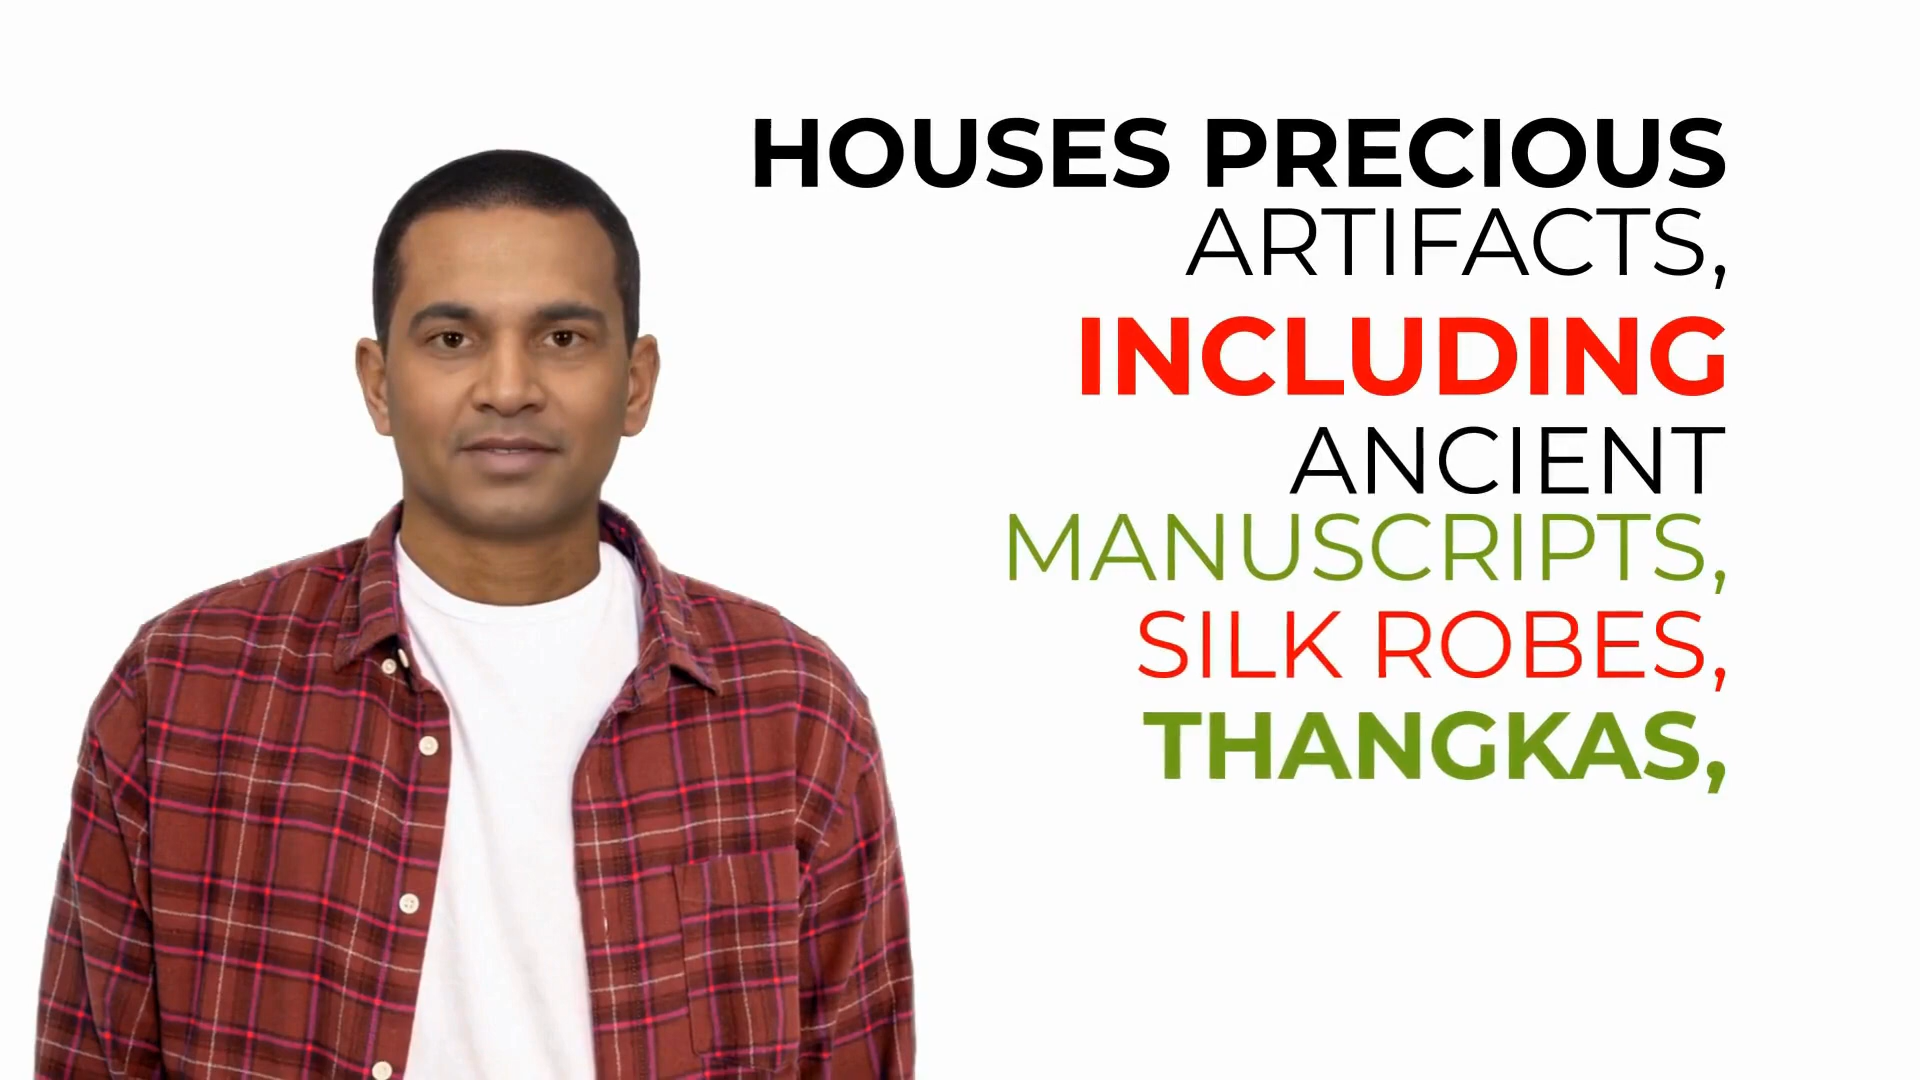 HOUSES PRECIOUS
ARTIFACTS,
INCLUDING
ANCIENT
MANUSCRIPTS,
SILK ROBES,
THANGKAS,